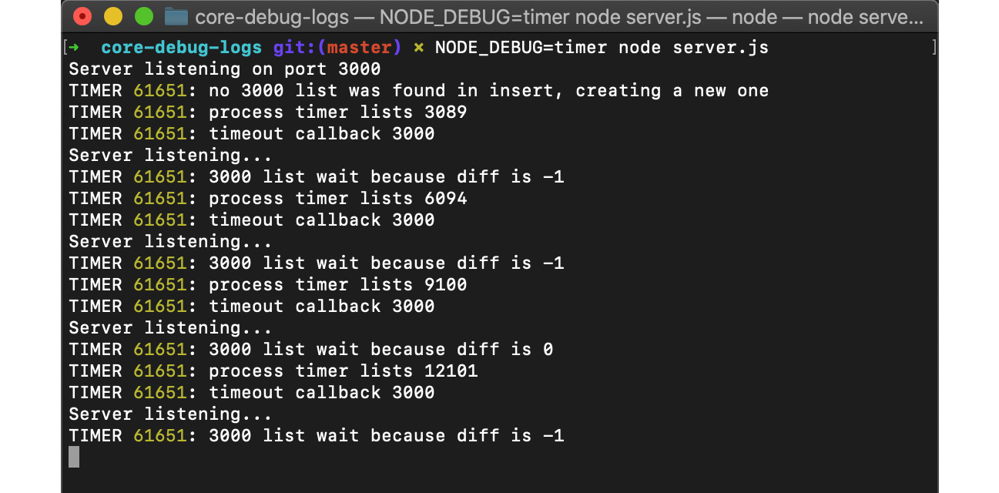 core-debug-logs — NODE_DEBUG=timer node server.js — node — node serve...
[➜  core-debug-logs git:(master) ✗ NODE_DEBUG=timer node server.js ]
Server listening on port 3000
TIMER 61651: no 3000 list was found in insert, creating a new one
TIMER 61651: process timer lists 3089
TIMER 61651: timeout callback 3000
Server listening...
TIMER 61651: 3000 list wait because diff is -1
TIMER 61651: process timer lists 6094
TIMER 61651: timeout callback 3000
Server listening...
TIMER 61651: 3000 list wait because diff is -1
TIMER 61651: process timer lists 9100
TIMER 61651: timeout callback 3000
Server listening...
TIMER 61651: 3000 list wait because diff is 0
TIMER 61651: process timer lists 12101
TIMER 61651: timeout callback 3000
Server listening...
TIMER 61651: 3000 list wait because diff is -1